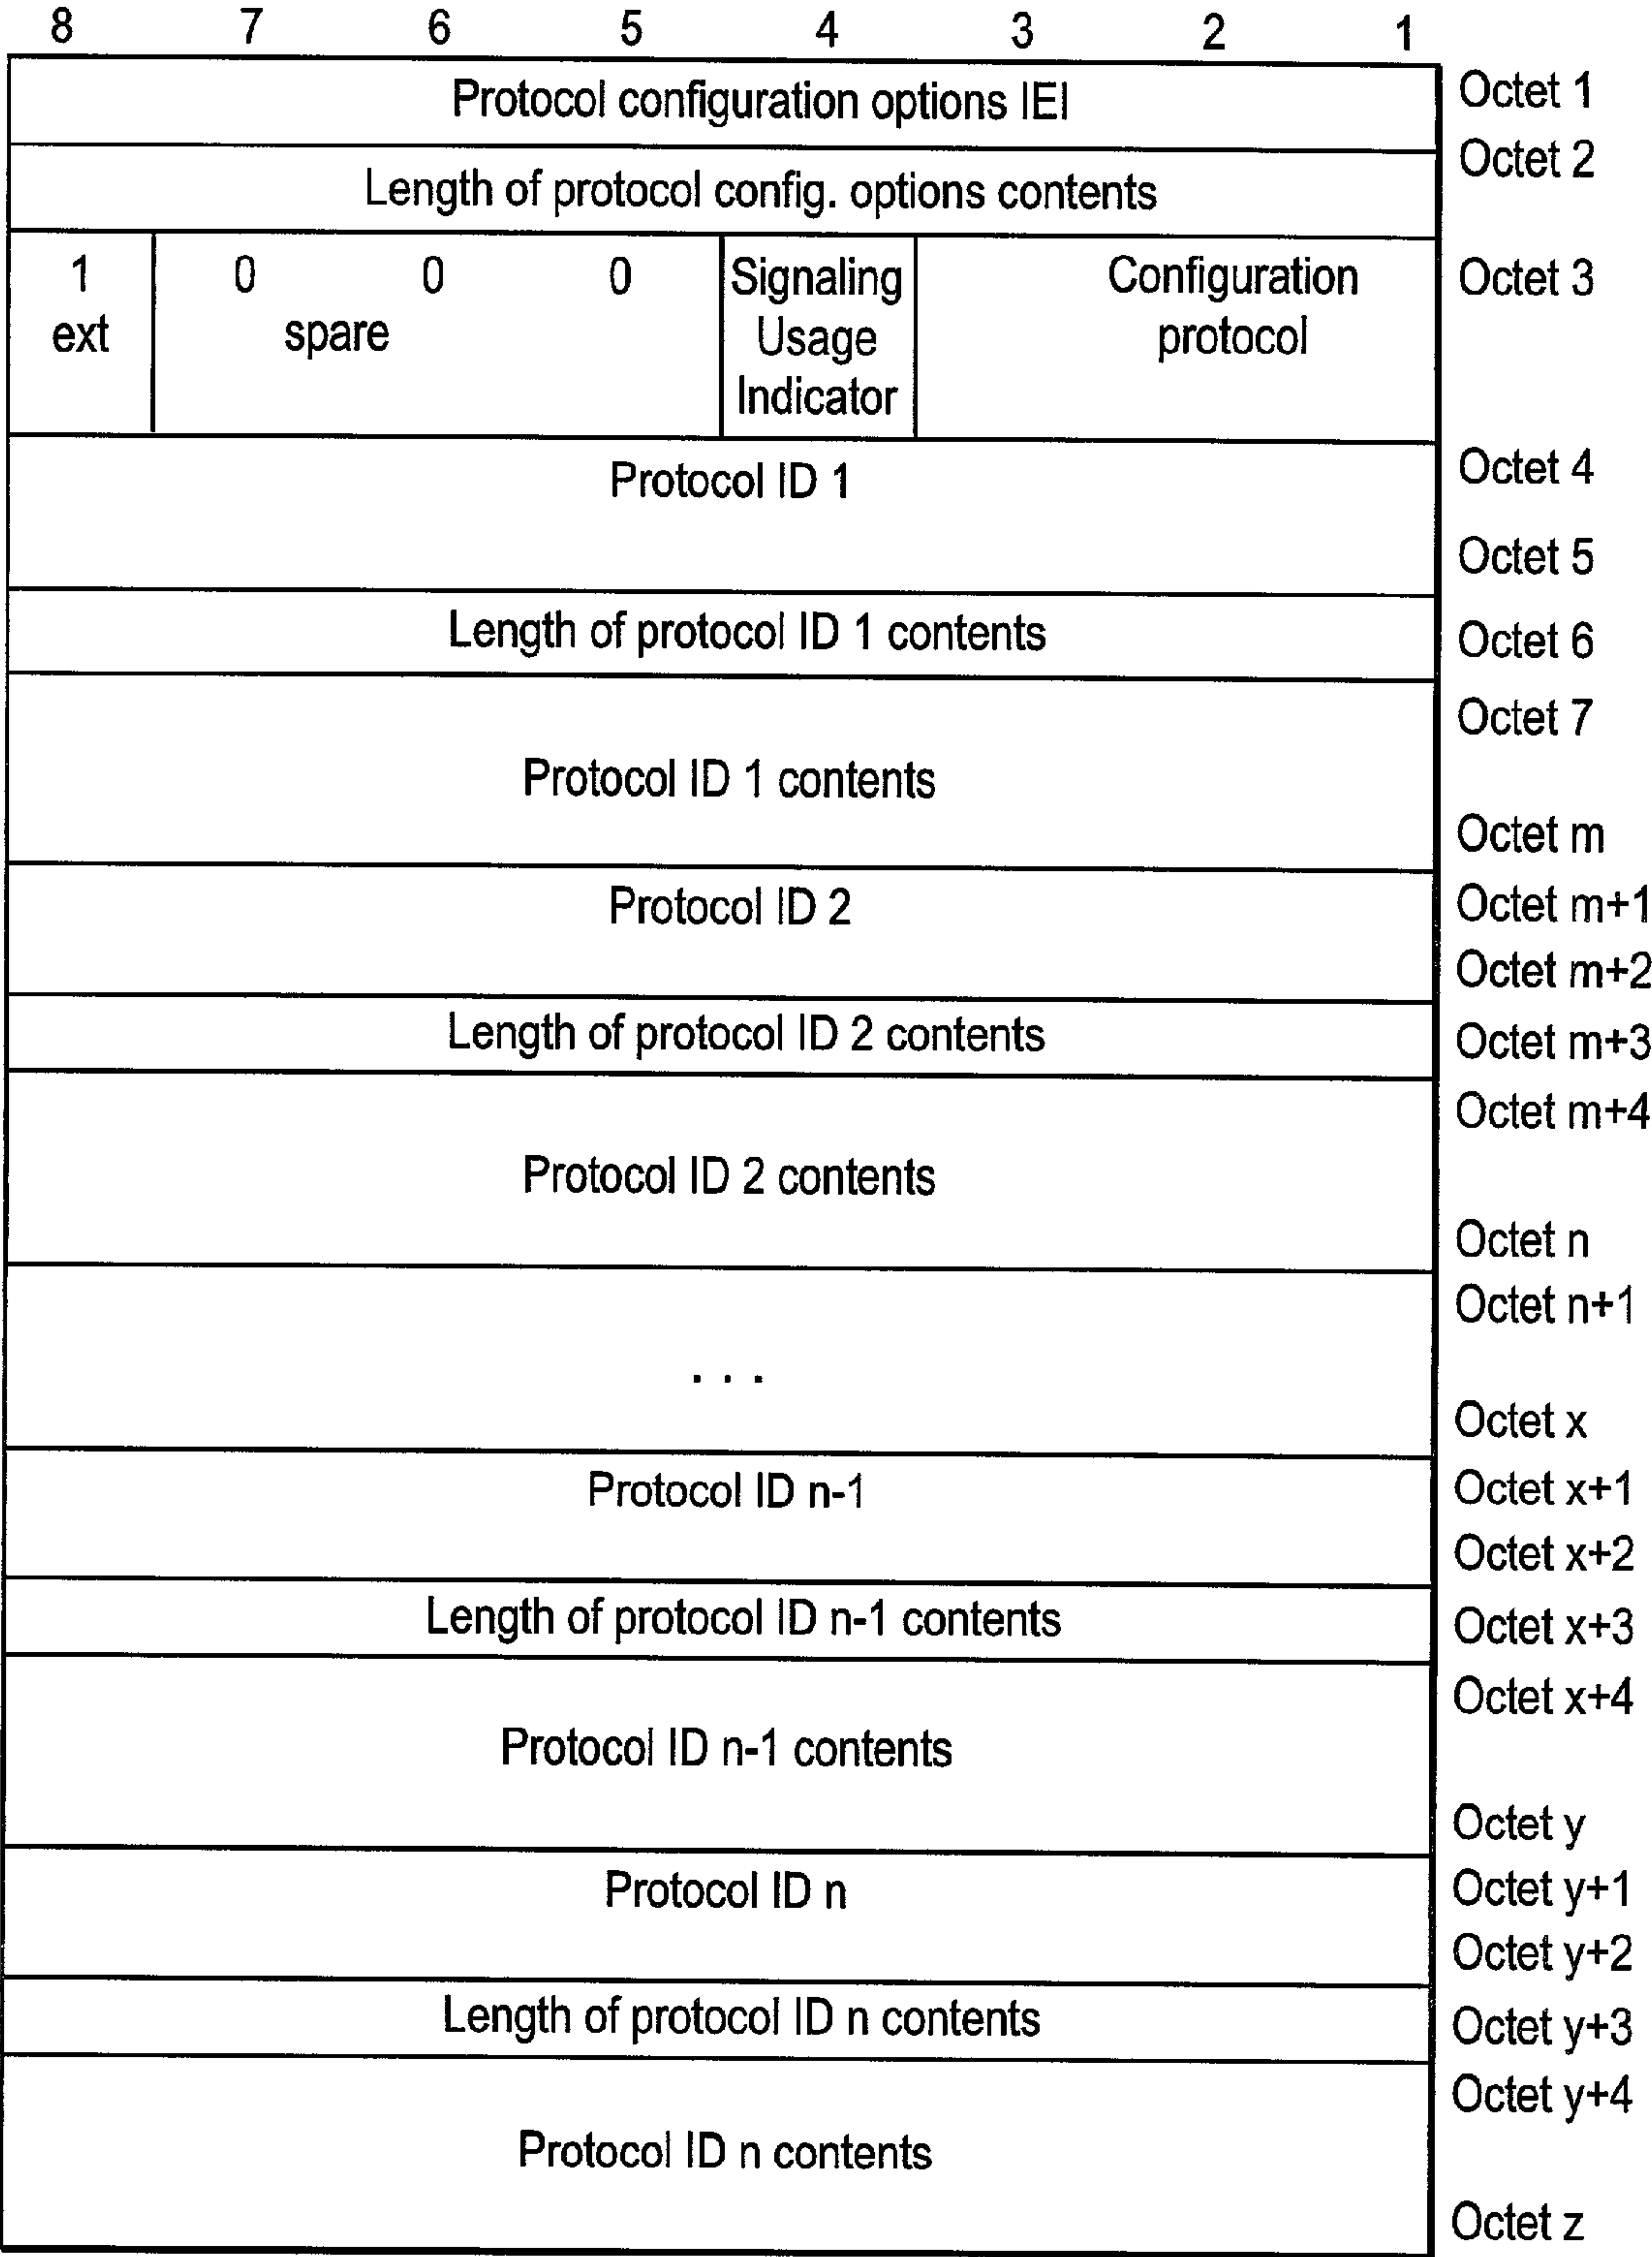 8 7 6 5 4 3 2 1
Protocol configuration options IEI Octet 1
Length of protocol config. options contents Octet 2
1 0 0 0 Signaling Configuration Octet 3
ext spare Usage protocol
Indicator
Protocol ID 1 Octet 4
Octet 5
Length of protocol ID 1 contents Octet 6
Octet 7
Protocol ID 1 contents
Octet m
Protocol ID 2 Octet m+1
Octet m+2
Length of protocol ID 2 contents Octet m+3
Octet m+4
Protocol ID 2 contents
Octet n
Octet n+1
. . .
Octet x
Protocol ID n-1 Octet x+1
Octet x+2
Length of protocol ID n-1 contents Octet x+3
Octet x+4
Protocol ID n-1 contents
Octet y
Protocol ID n Octet y+1
Octet y+2
Length of protocol ID n contents Octet y+3
Octet y+4
Protocol ID n contents
Octet z